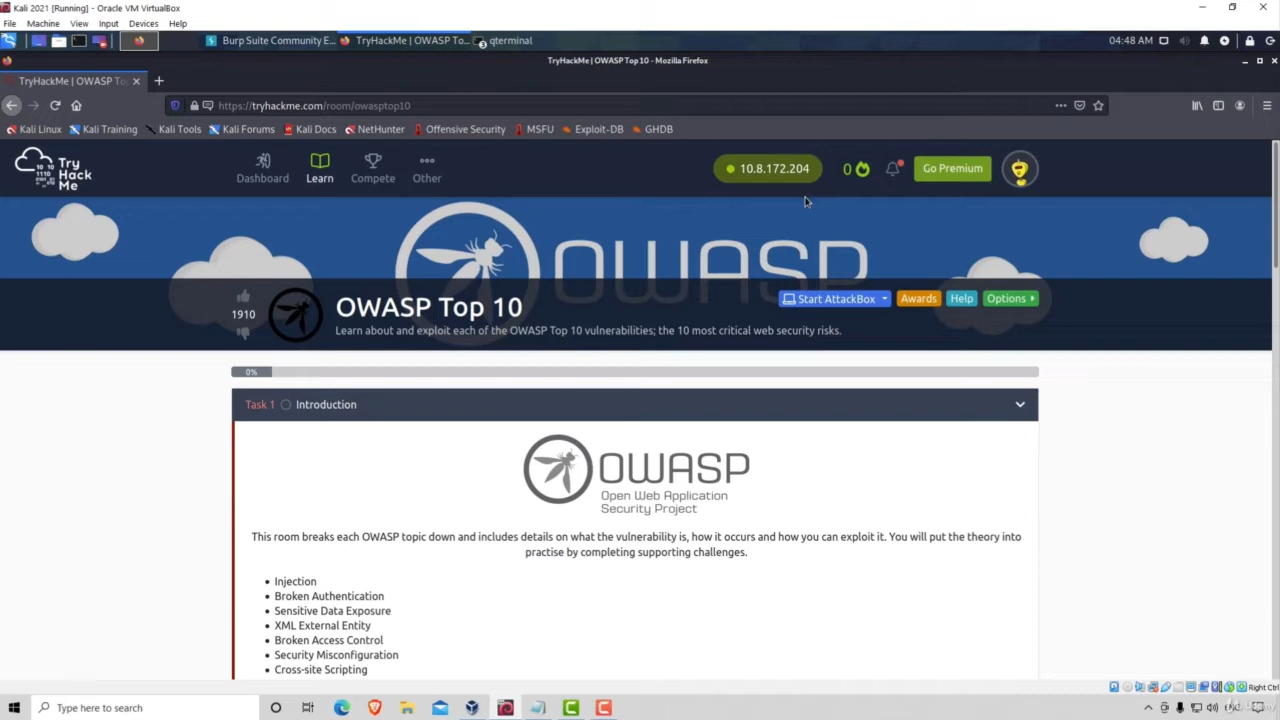 Kali 2021 [Running] - Oracle VM VirtualBox
File Machine View Input Devices Help
Burp Suite Community E... TryHackMe | OWASP To... 3 qterminal 04:48 AM
TryHackMe | OWASP Top 10 - Mozilla Firefox
TryHackMe | OWASP To
https://tryhackme.com/room/owasptop10
Kali Linux Kali Training Kali Tools Kali Forums Kali Docs NetHunter Offensive Security MSFU Exploit-DB GHDB
Try
Hack
Me
Dashboard Learn Compete Other
10.8.172.204 0 Go Premium
OWASP
1910
OWASP Top 10
Start AttackBox Awards Help Options
Learn about and exploit each of the OWASP Top 10 vulnerabilities; the 10 most critical web security risks.
0%
Task 1 Introduction
OWASP
Open Web Application
Security Project
This room breaks each OWASP topic down and includes details on what the vulnerability is, how it occurs and how you can exploit it. You will put the theory into
practise by completing supporting challenges.
• Injection
• Broken Authentication
• Sensitive Data Exposure
• XML External Entity
• Broken Access Control
• Security Misconfiguration
• Cross-site Scripting
Right Ctrl
Type here to search